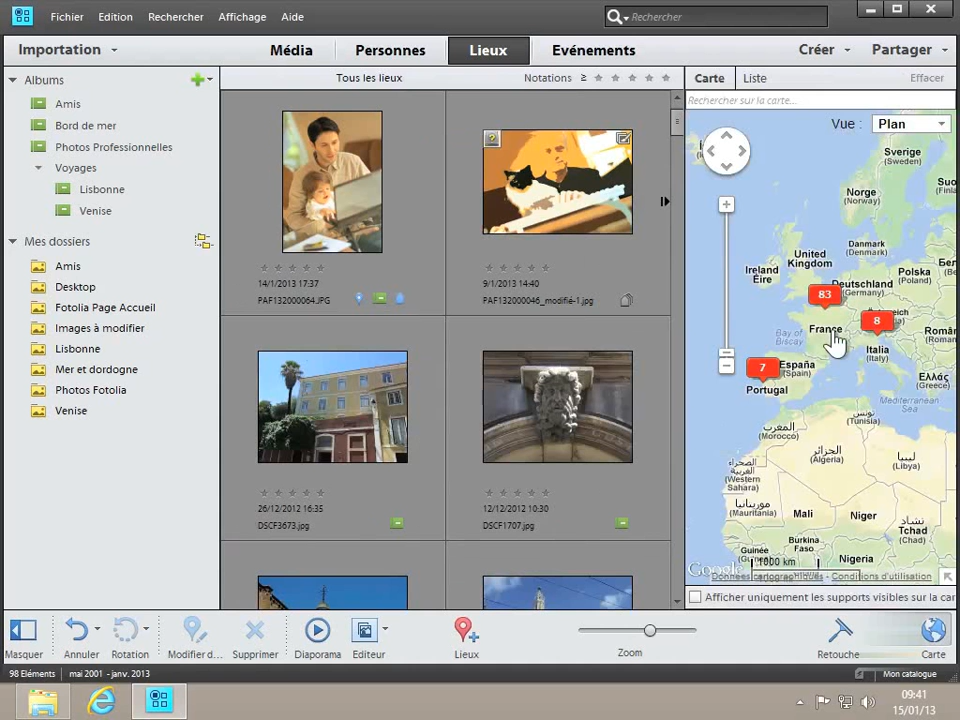 Fichier Edition Rechercher Affichage Aide
Rechercher
Importation
Média Personnes Lieux Evénements
Créer Partager
Albums
Tous les lieux
Notations ≥
Carte Liste Effacer
Rechercher sur la carte...
Vue : Plan
Amis
Bord de mer
Photos Professionnelles
Voyages
Lisbonne
Venise
Mes dossiers
Amis
Desktop
Fotolia Page Accueil
Images à modifier
Lisbonne
Mer et dordogne
Photos Fotolia
Venise
14/1/2013 17:37
PAF132000064.JPG
9/1/2013 14:40
PAF132000046_modifié-1.jpg
26/12/2012 16:35
DSCF3673.jpg
12/12/2012 10:30
DSCF1707.jpg
Sverige
(Sweden)
Norge
(Norway)
Danmark
(Denmark)
United
Kingdom
Ireland
Éire
Polska
(Poland)
Deutschland
(Germany)
83
8
France
Bay of
Biscay
Italia
(Italy)
7
España
(Spain)
Portugal
Ελλάς
(Greece)
Mediterranean
Sea
تونس
(Tunisia)
المغرب
(Morocco)
الجزائر
(Algeria)
ليبيا
(Libya)
الصحراء
الغربية
(Western
Sahara)
موريتانيا
(Mauritania)
Mali
Niger
تشاد
Tchad
(Chad)
Burkina
Faso
Guinée
Nigeria
Google
1000 km
Données cartographiques - Conditions d'utilisation
Afficher uniquement les supports visibles sur la car
Masquer
Annuler
Rotation
Modifier d...
Supprimer
Diaporama
Editeur
Lieux
Zoom
Retouche
Carte
98 Eléments mai 2001 - janv. 2013
Mon catalogue
09:41
15/01/13